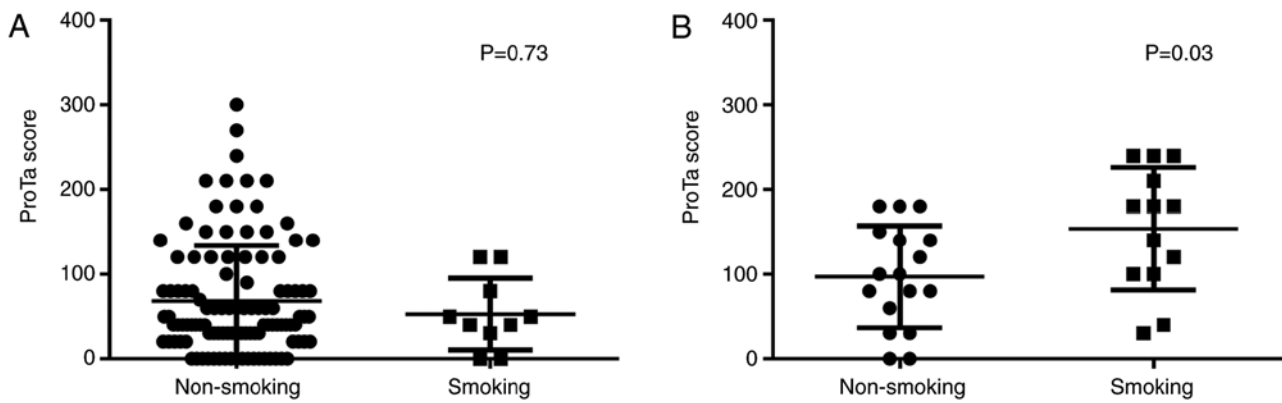 A
B
P=0.73
P=0.03
ProTa score
400
300
200
100
0
Non-smoking
Smoking
ProTa score
400
300
200
100
0
Non-smoking
Smoking